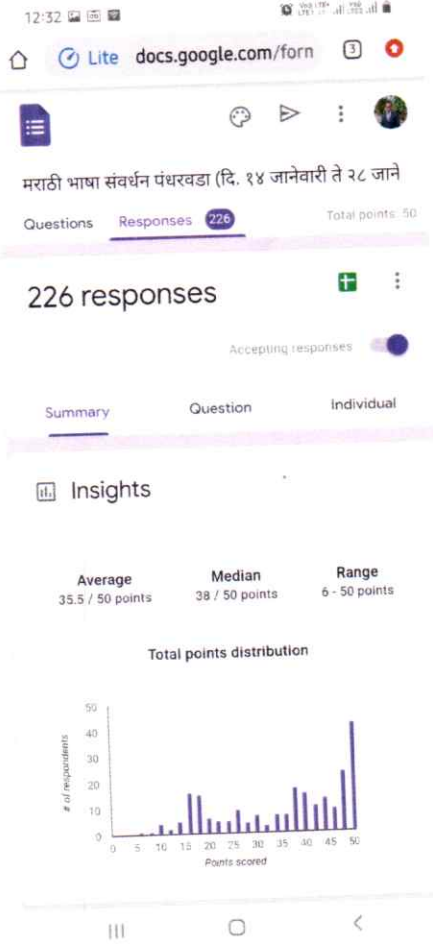 12:32
Lite docs.google.com/forn 3
मराठी भाषा संवर्धन पंधरवडा (दि. १४ जानेवारी ते २८ जाने
Questions Responses 226 Total points: 50
226 responses
Accepting responses
Summary Question Individual
Insights
Average Median Range
35.5 / 50 points 38 / 50 points 6 - 50 points
Total points distribution
# of respondents
50
40
30
20
10
0
0 5 10 15 20 25 30 35 40 45 50
Points scored